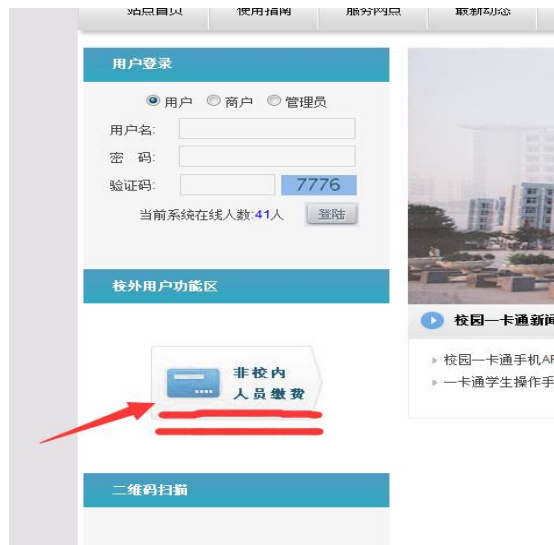 站点首页 使用指南 服务网点 最新动态
用户登录
用户 商户 管理员
用户名:
密 码:
验证码: 7776
当前系统在线人数:41人 登陆
校外用户功能区
非校内
人员缴费
校园一卡通新闻
校园一卡通手机AP
一卡通学生操作手
二维码扫描